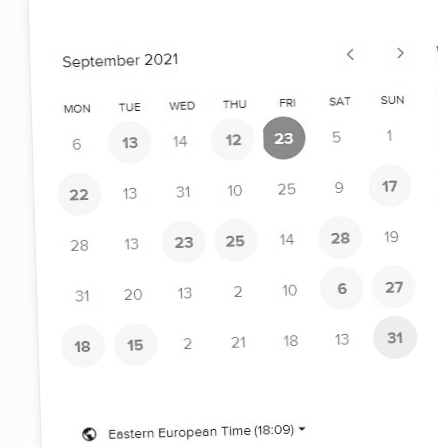 September 2021
MON TUE WED THU FRI SAT SUN
6 13 14 12 23 5 1
22 13 31 10 25 9 17
28 13 23 25 14 28 19
31 20 13 2 10 6 27
18 15 2 21 18 13 31
Eastern European Time (18:09)